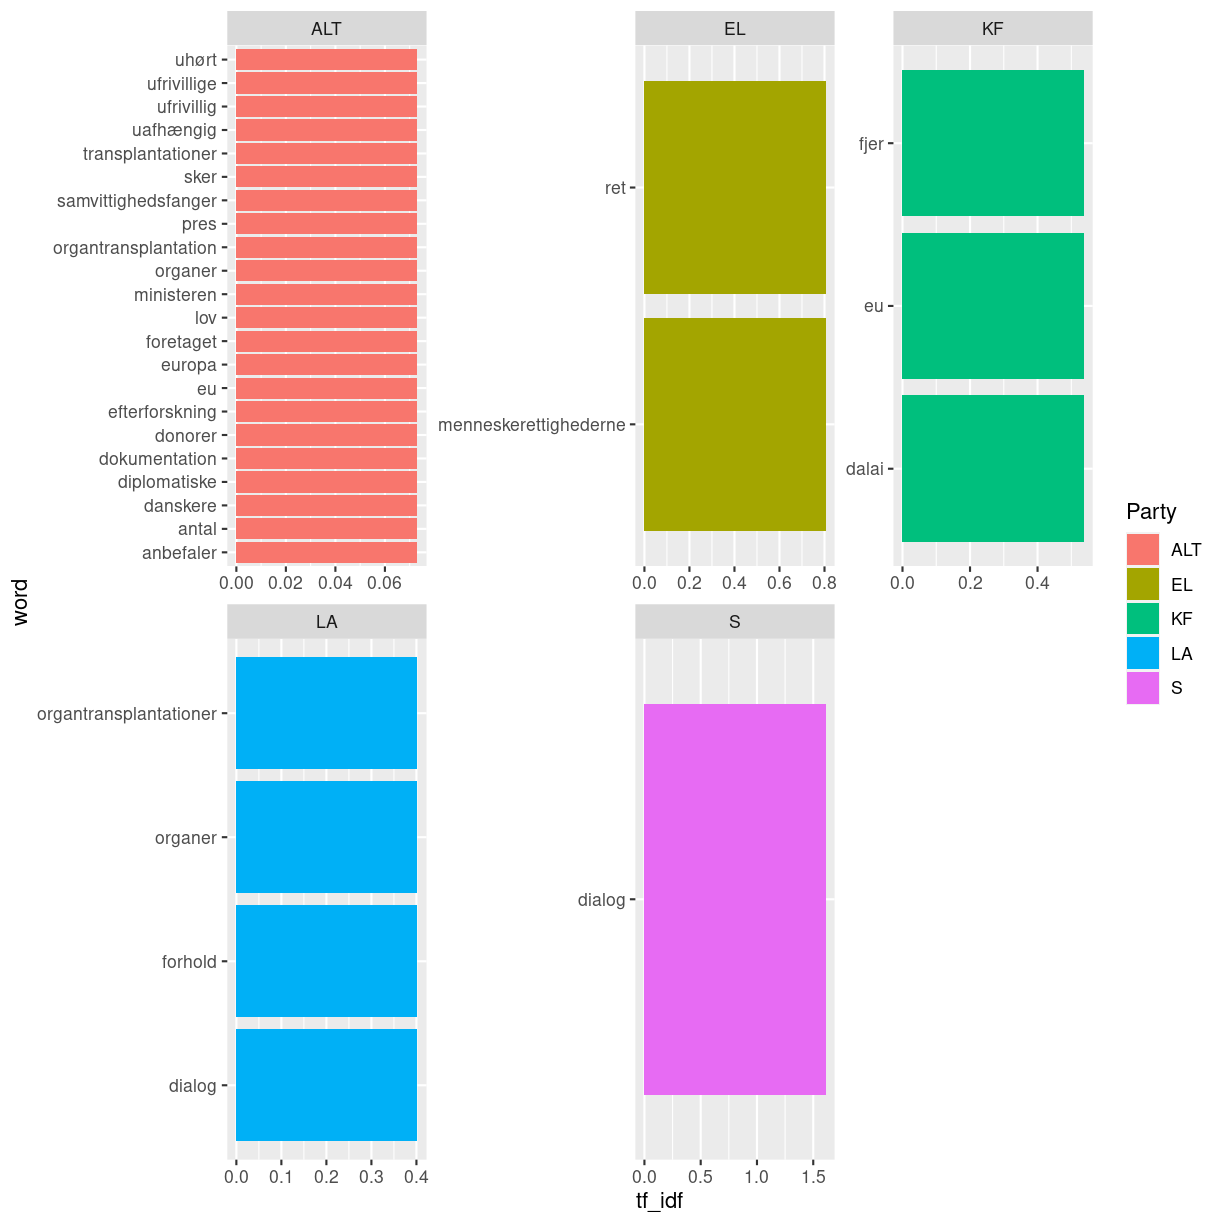 ALT
uhørt
ufrivillige
ufrivillig
uafhængig
transplantationer
sker
samvittighedsfanger
pres
organtransplantation
organer
ministeren
lov
foretaget
europa
eu
efterforskning
donorer
dokumentation
diplomatiske
danskere
antal
anbefaler
0.00 0.02 0.04 0.06
EL
ret
menneskerettighederne
0.0 0.2 0.4 0.6 0.8
KF
fjer
eu
dalai
0.0 0.2 0.4
LA
organtransplantationer
organer
forhold
dialog
0.0 0.1 0.2 0.3 0.4
S
dialog
0.0 0.5 1.0 1.5
word
tf_idf
Party
ALT
EL
KF
LA
S